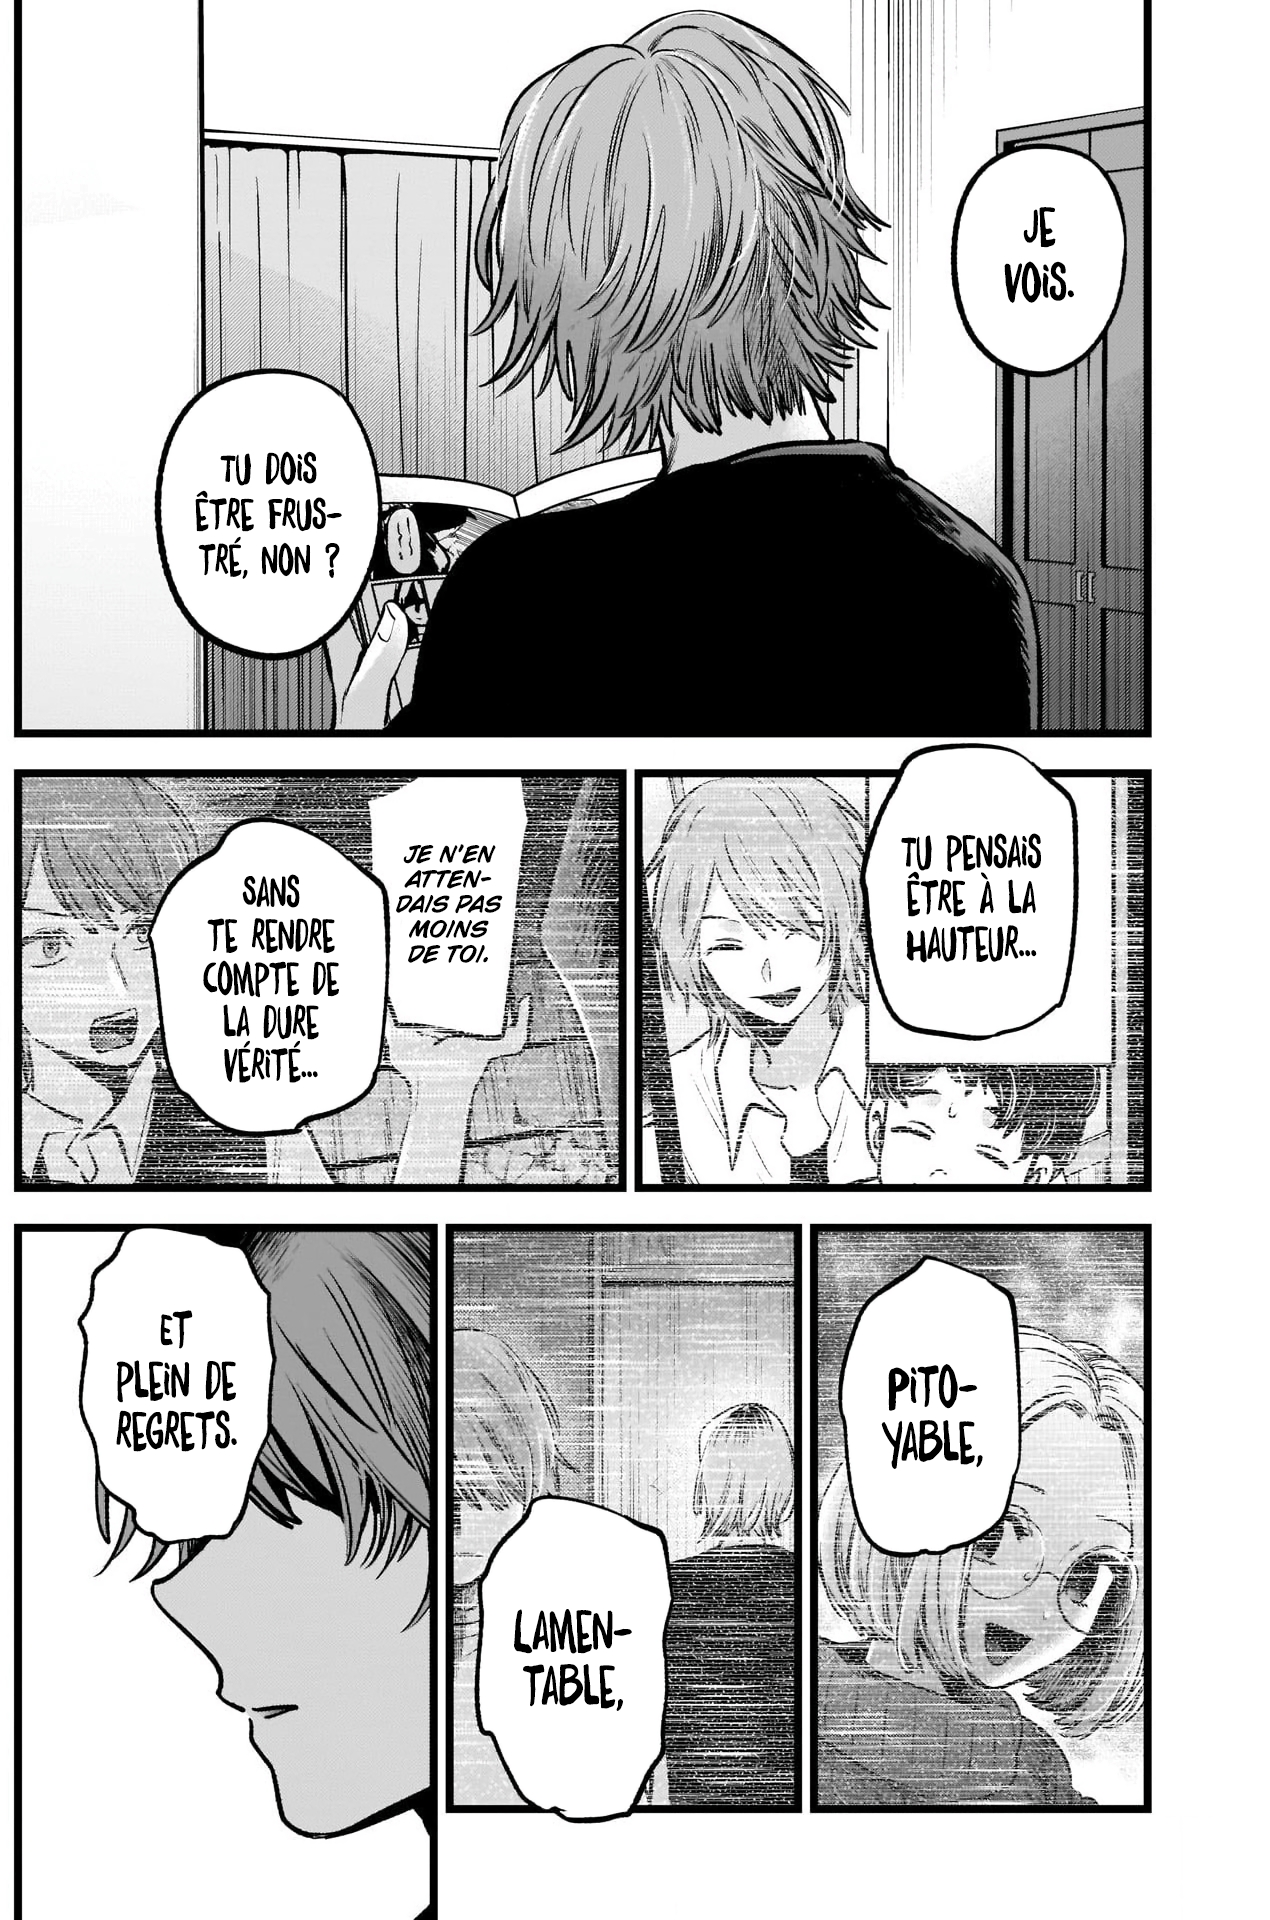 JE
VOIS.
TU DOIS
ÊTRE FRUS-
TRÉ, NON ?
TU PENSAIS
ÊTRE À LA
HAUTEUR...
JE N'EN
ATTEN-
DAIS PAS
MOINS
DE TOI.
SANS
TE RENDRE
COMPTE DE
LA DURE
VÉRITÉ...
PITO-
YABLE,
LAMEN-
TABLE,
ET
PLEIN DE
REGRETS.